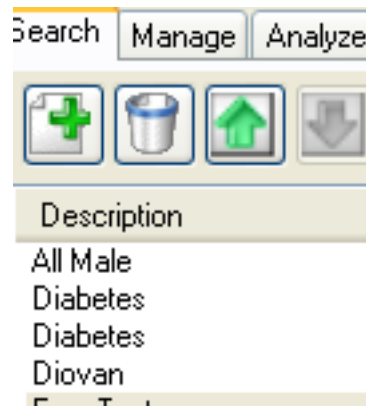 Search Manage Analyze
Description
All Male
Diabetes
Diabetes
Diovan